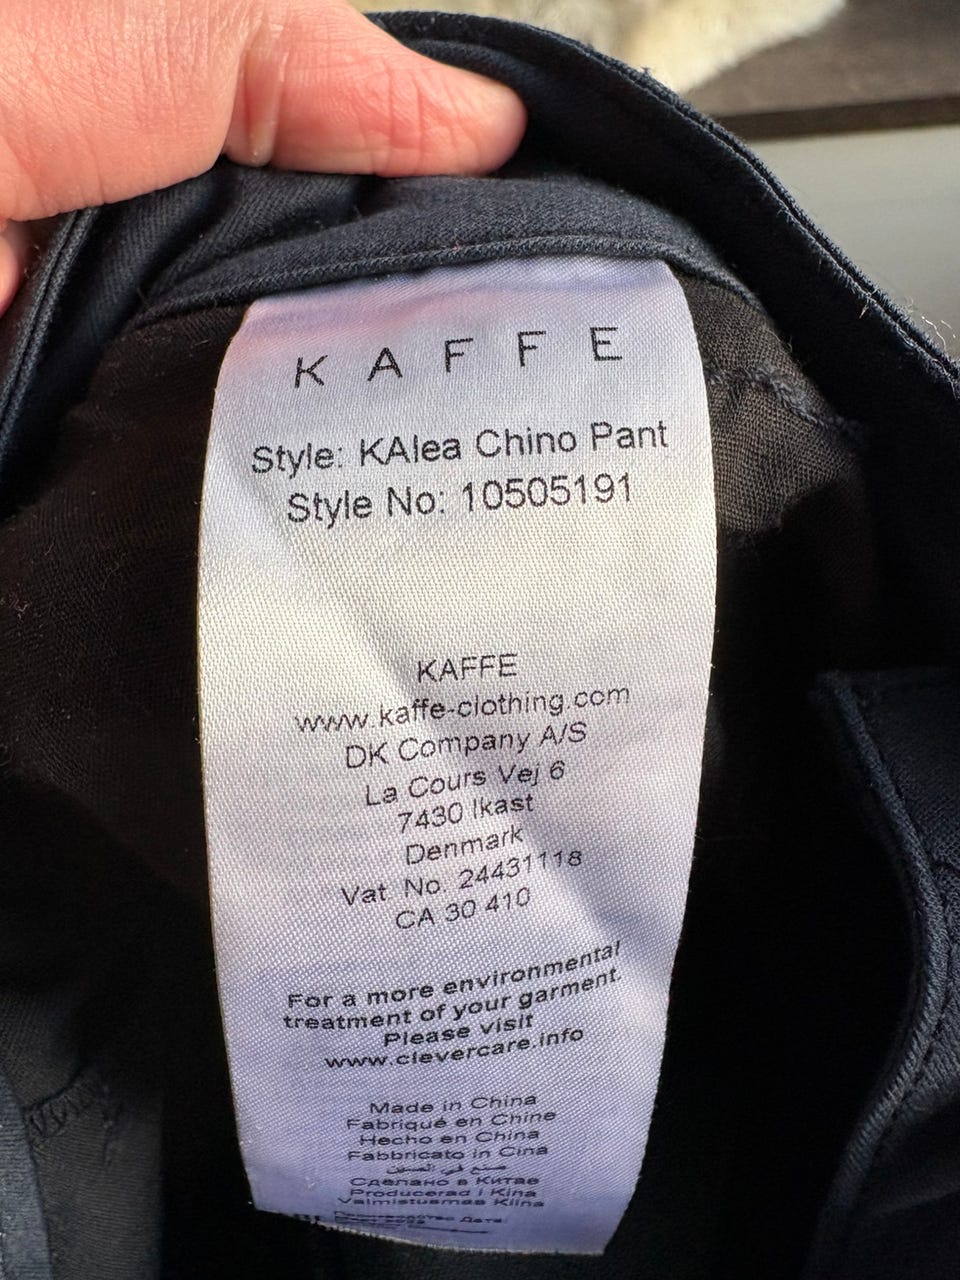 KAFFE
Style: KAlea Chino Pant
Style No: 10505191
KAFFE
www.kaffe-clothing.com
DK Company A/S
La Cours Vej 6
7430 Ikast
Denmark
Vat. No. 24431118
CA 30 410
For a more environmental
treatment of your garment.
Please visit
www.clevercare.info
Made in China
Fabriqué en Chine
Hecho en China
Fabbricato in Cina
صنع في الصين
Сделано в Китае
Producerad i Kina
Valmistusmaa Kiina